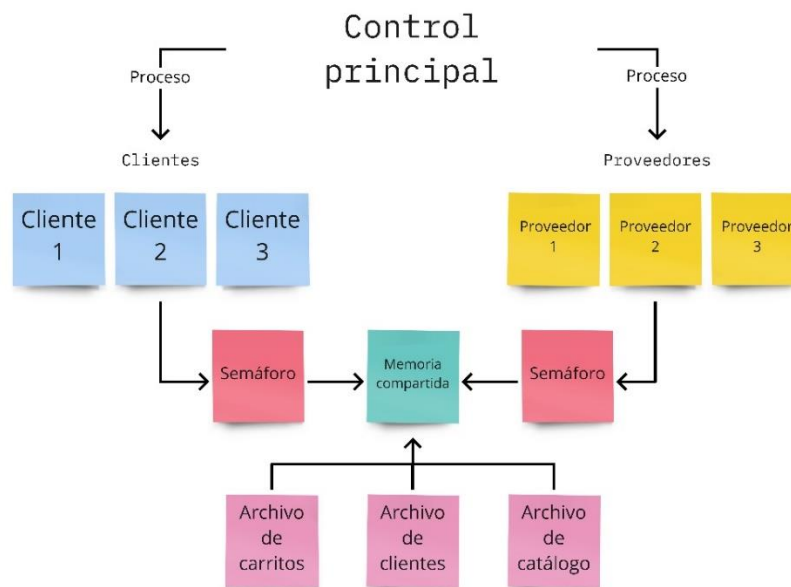 Control
principal
Proceso
Proceso
Clientes
Proveedores
Cliente
1
Cliente
2
Cliente
3
Proveedor
1
Proveedor
2
Proveedor
3
Semáforo
Memoria
compartida
Semáforo
Archivo
de
carritos
Archivo
de
clientes
Archivo
de
catálogo